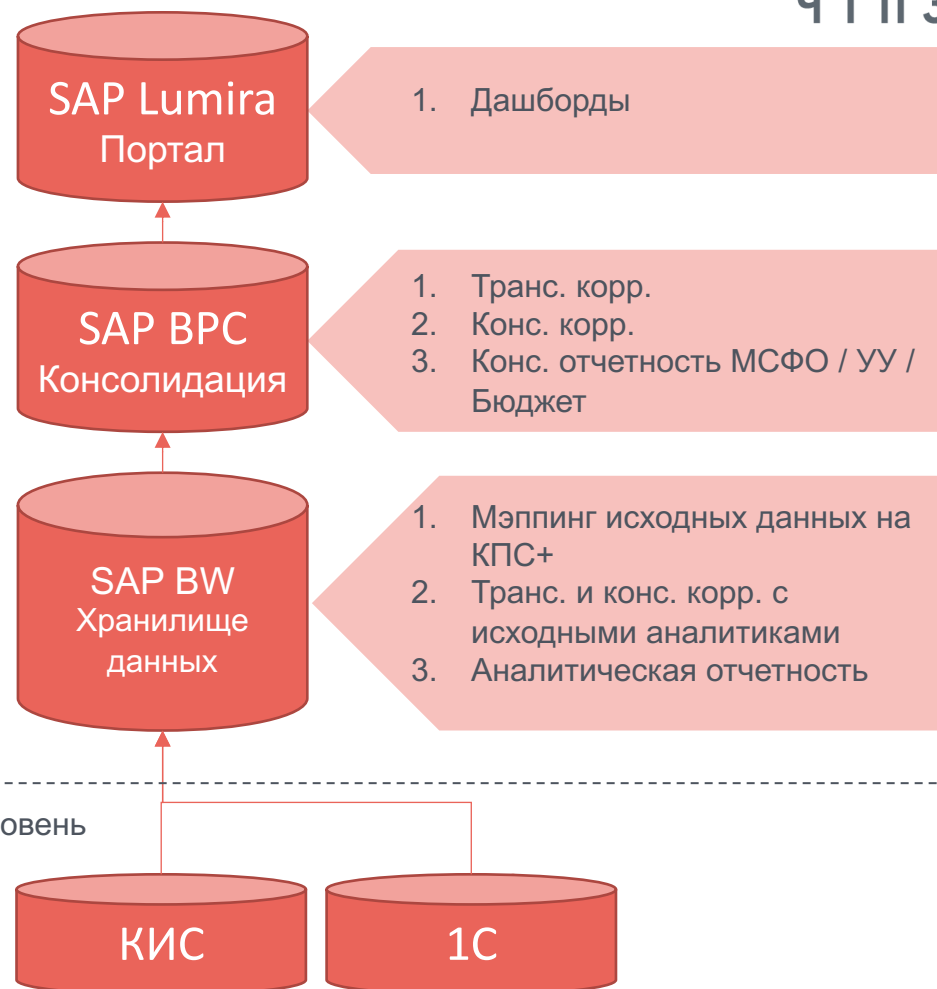 SAP Lumira
Портал
1. Дашборды
SAP BPC
Консолидация
1. Транс. корр.
2. Конс. корр.
3. Конс. отчетность МСФО / УУ /
Бюджет
SAP BW
Хранилище
данных
1. Мэппинг исходных данных на
КПС+
2. Транс. и конс. корр. с
исходными аналитиками
3. Аналитическая отчетность
овень
КИС
1С